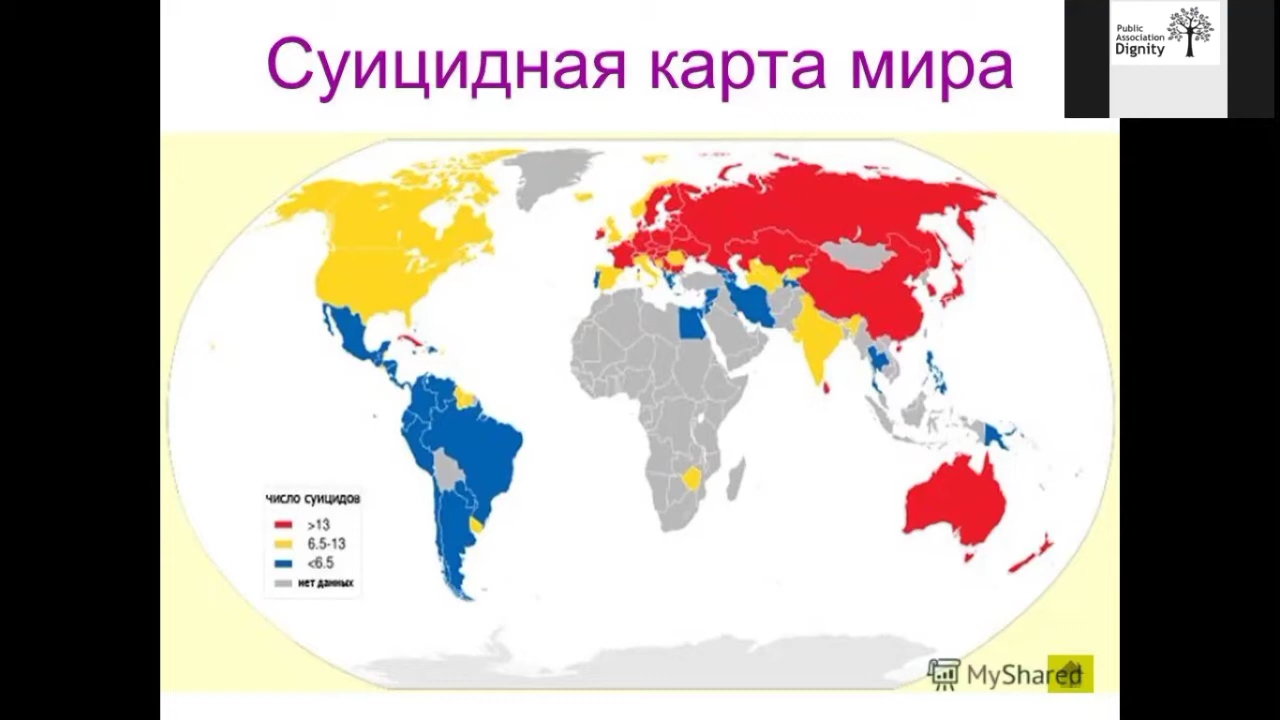 Суицидная карта мира
Public
Association
Dignity
число суицидов
>13
6.5-13
<6.5
нет данных
MyShared